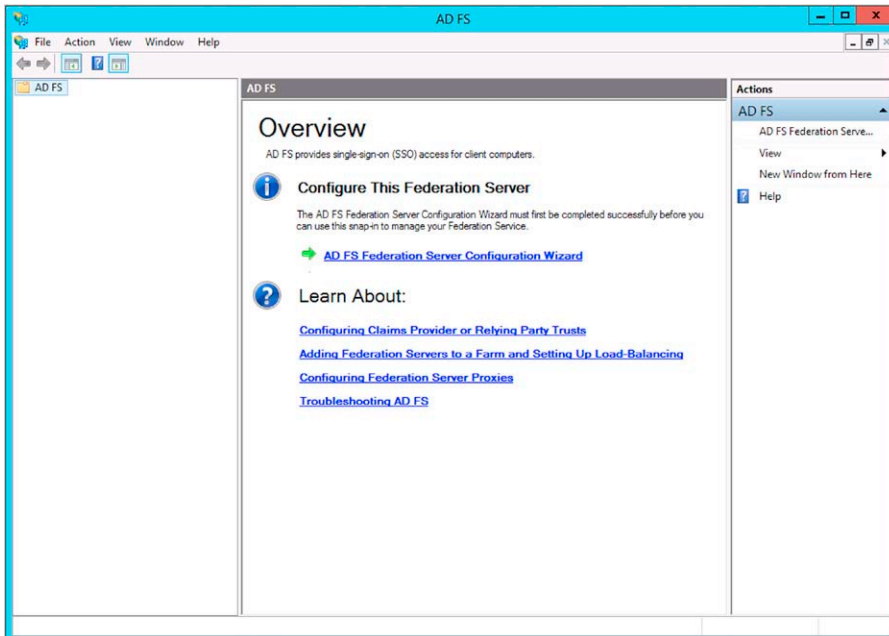 AD FS
File Action View Window Help
AD FS
AD FS
Overview
AD FS provides single-sign-on (SSO) access for client computers.
Configure This Federation Server
The AD FS Federation Server Configuration Wizard must first be completed successfully before you
can use this snap-in to manage your Federation Service.
AD FS Federation Server Configuration Wizard
Learn About:
Configuring Claims Provider or Relying Party Trusts
Adding Federation Servers to a Farm and Setting Up Load-Balancing
Configuring Federation Server Proxies
Troubleshooting AD FS
Actions
AD FS
AD FS Federation Serve...
View
New Window from Here
Help